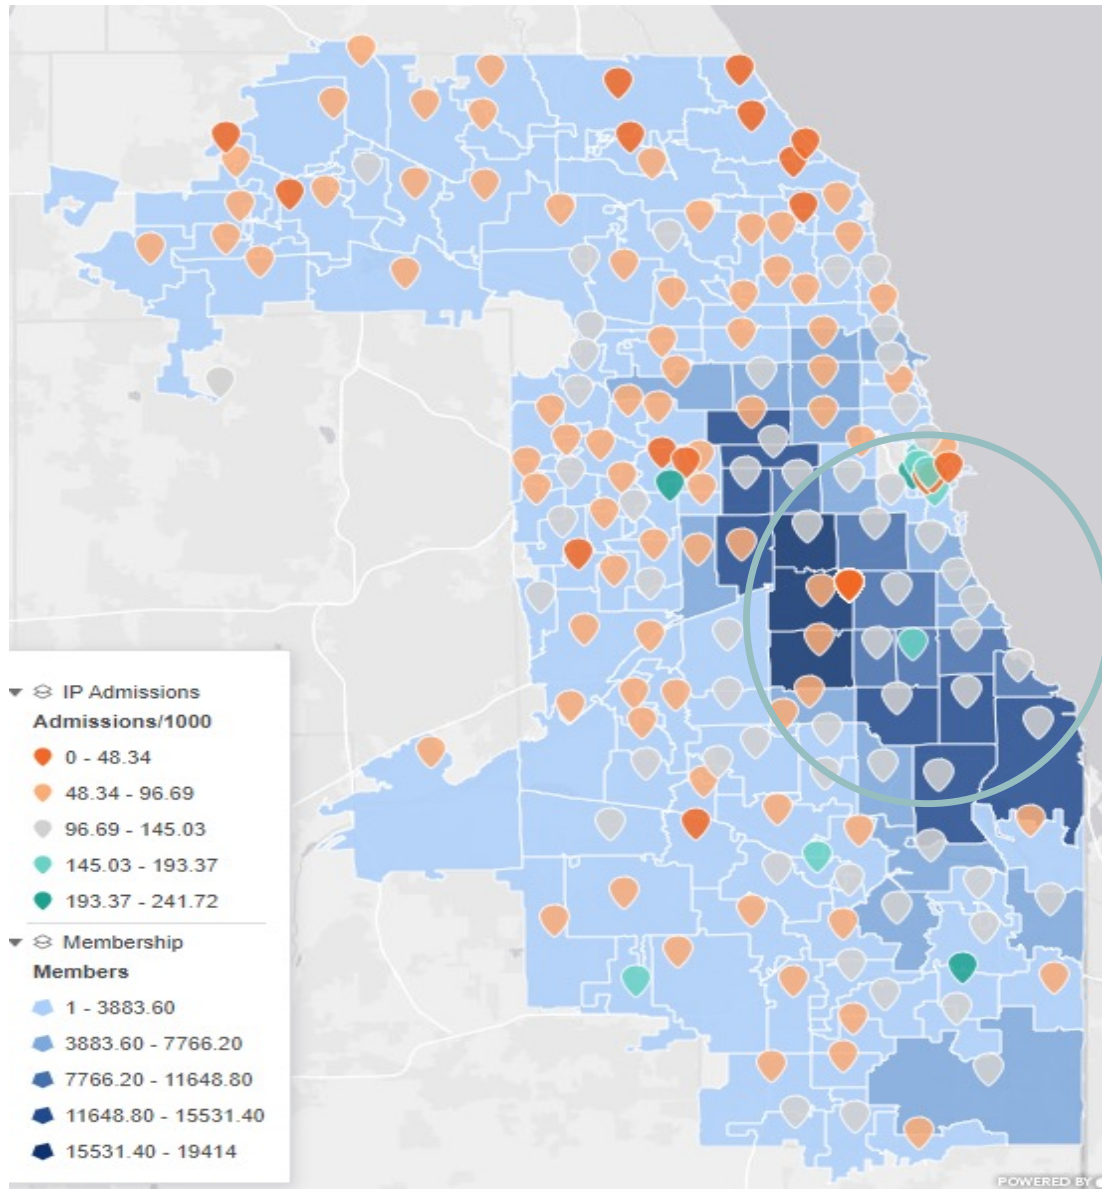 IP Admissions
Admissions/1000
0 - 48.34
48.34 - 96.69
96.69 - 145.03
145.03 - 193.37
193.37 - 241.72
Membership
Members
1 - 3883.60
3883.60 - 7766.20
7766.20 - 11648.80
11648.80 - 15531.40
15531.40 - 19414
POWERED BY